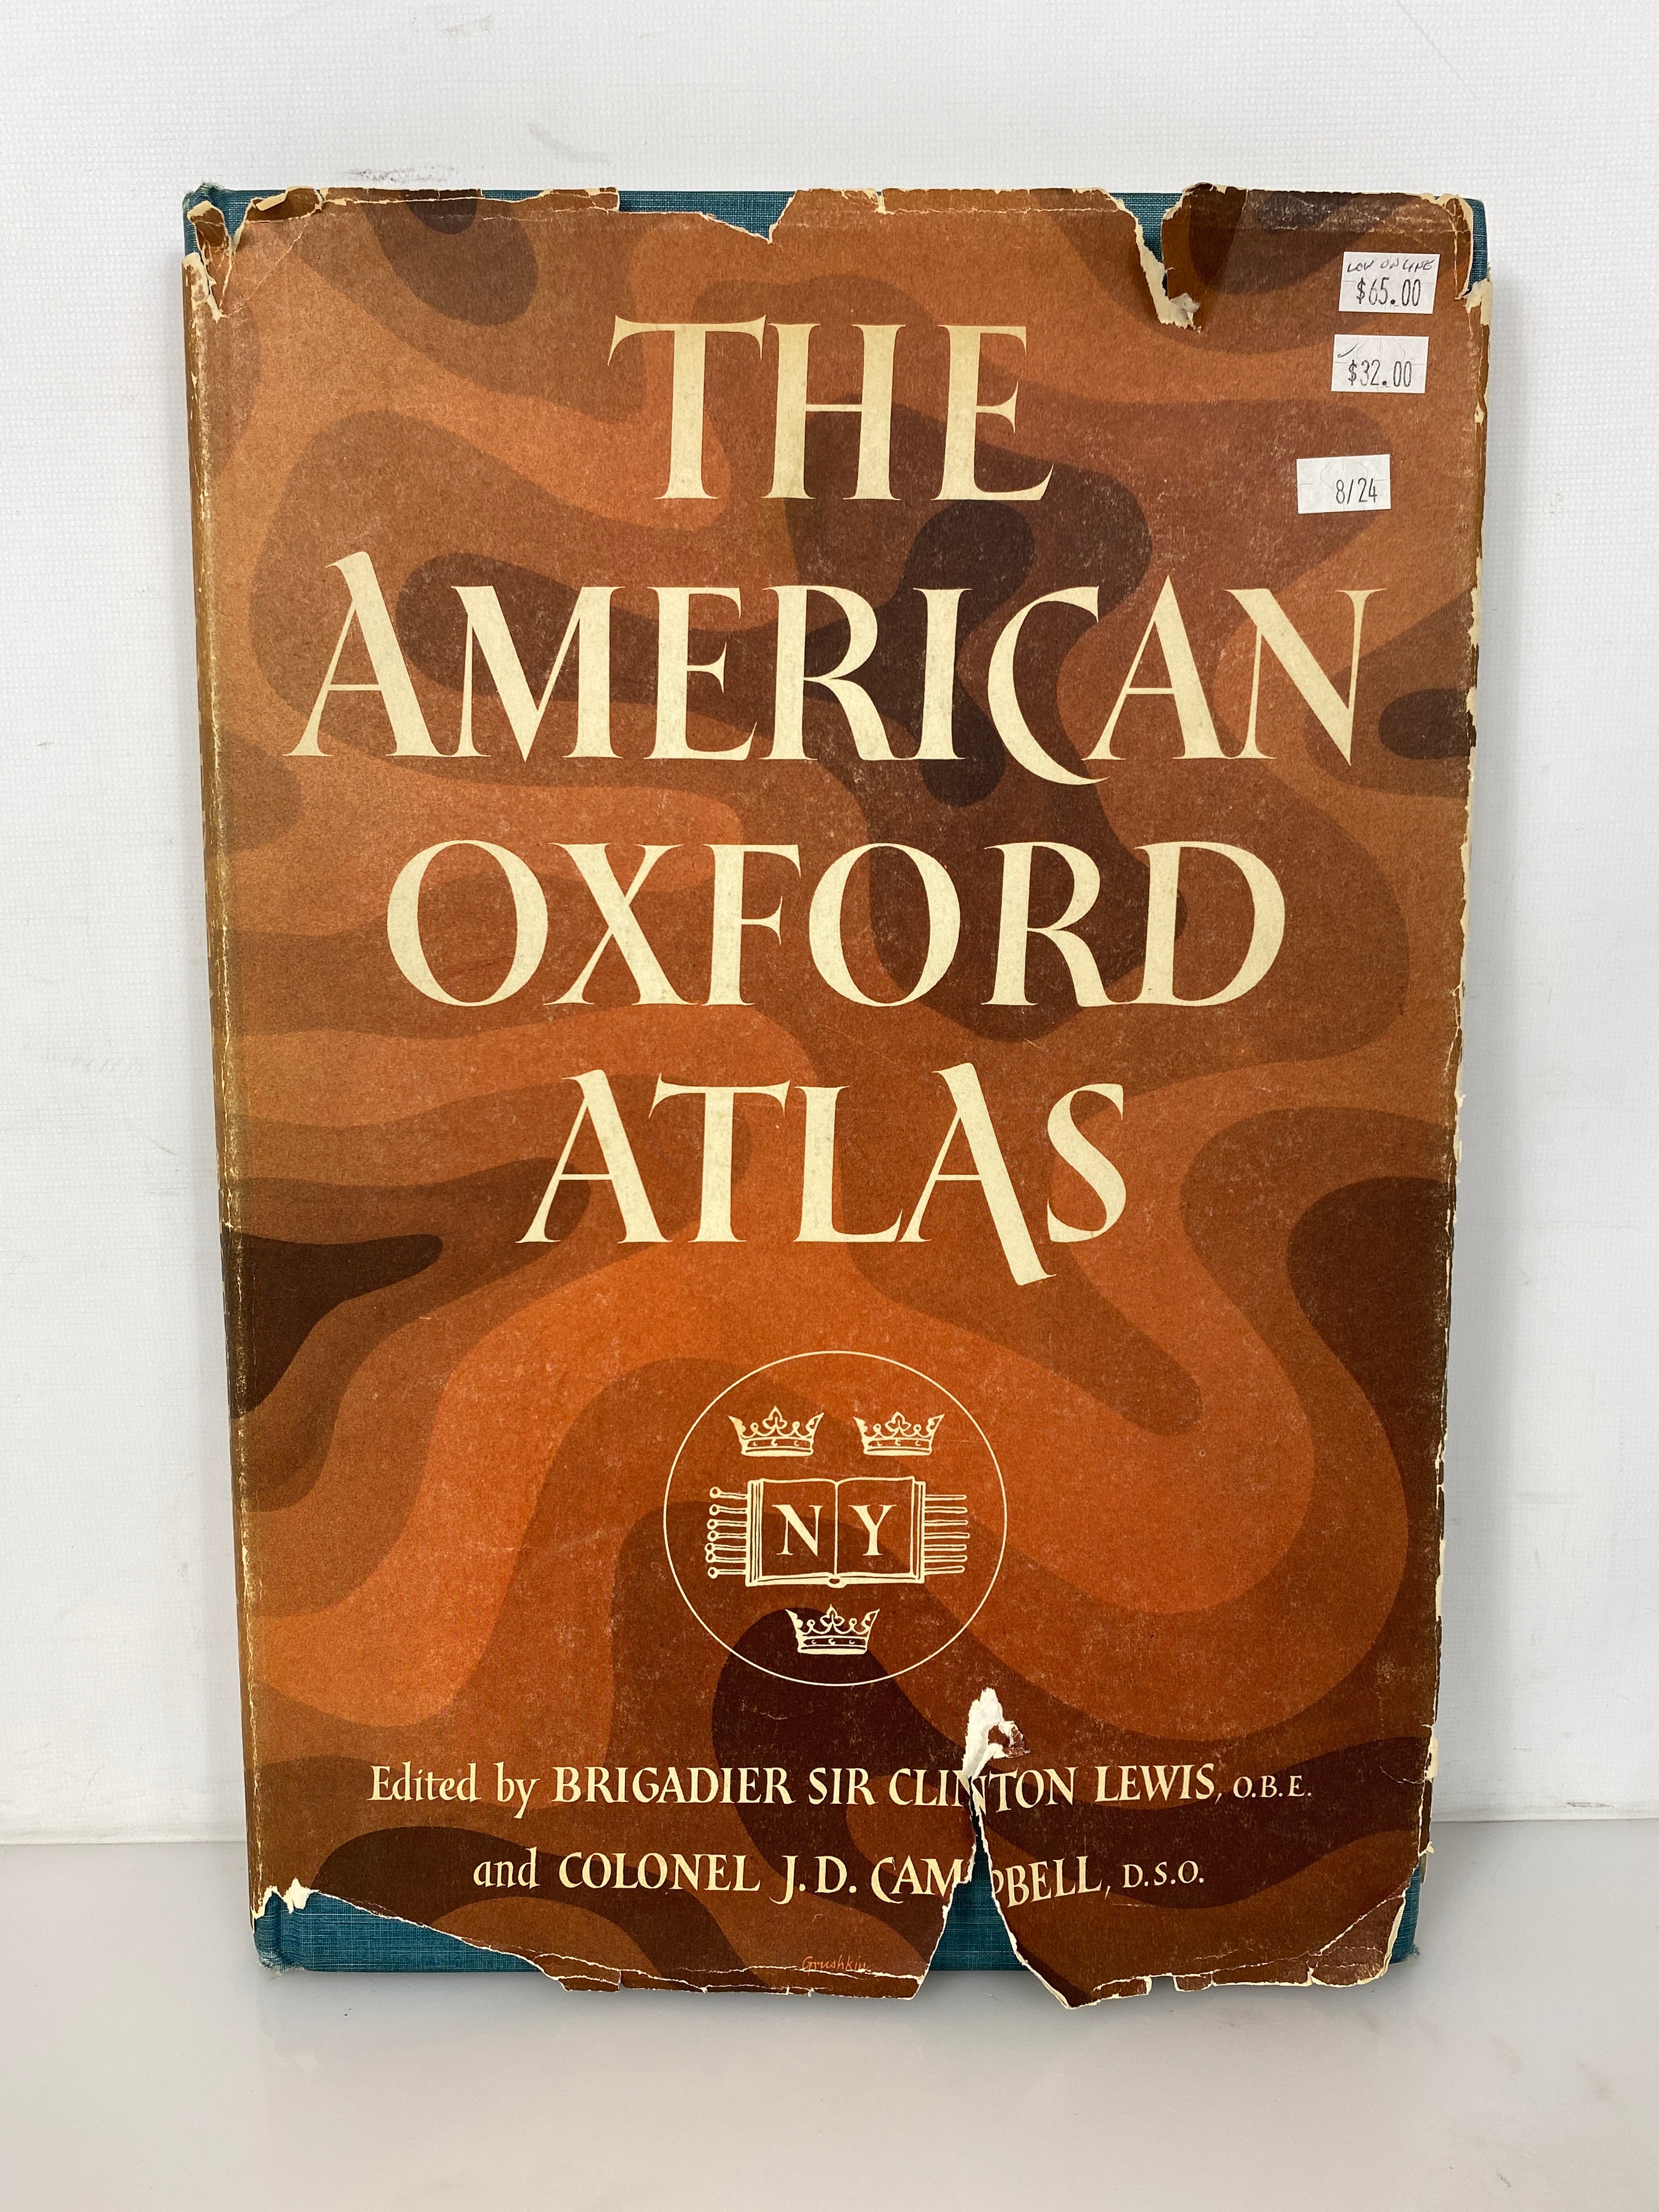 LOW ONLINE
$65.00
$32.00
8/24
THE
AMERICAN
OXFORD
ATLAS
N Y
Edited by BRIGADIER SIR CLINTON LEWIS, O.B.E.
and COLONEL J.D. CAMPBELL, D.S.O.
Grushkin